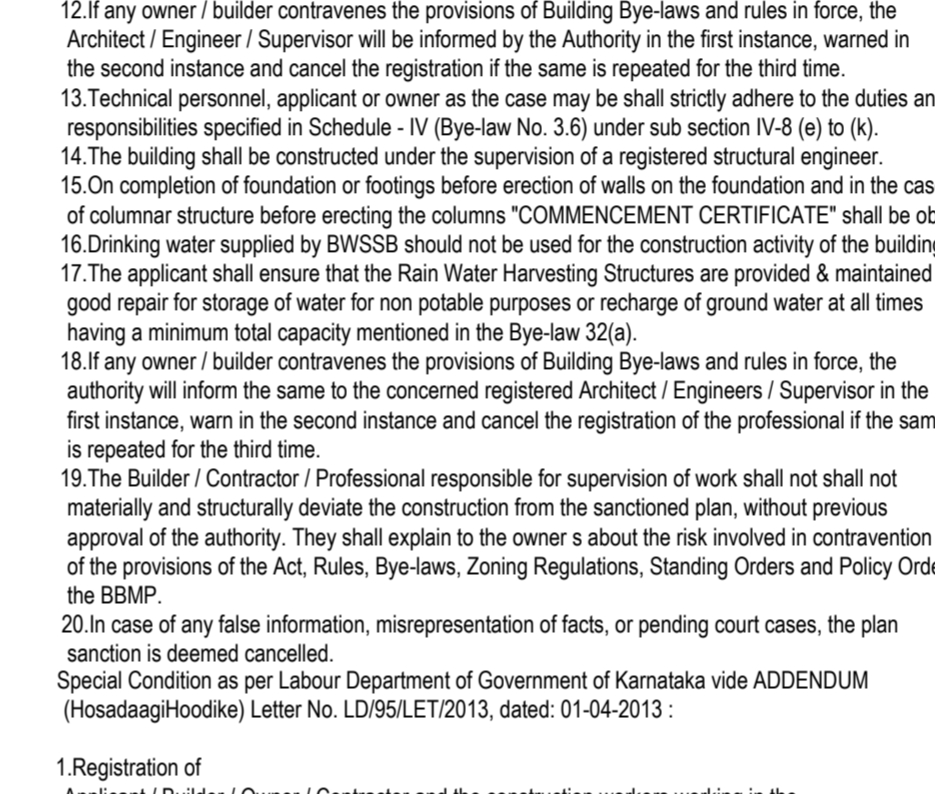 12.If any owner / builder contravenes the provisions of Building Bye-laws and rules in force, the
Architect / Engineer / Supervisor will be informed by the Authority in the first instance, warned in
the second instance and cancel the registration if the same is repeated for the third time.
13.Technical personnel, applicant or owner as the case may be shall strictly adhere to the duties an
responsibilities specified in Schedule - IV (Bye-law No. 3.6) under sub section IV-8 (e) to (k).
14.The building shall be constructed under the supervision of a registered structural engineer.
15.On completion of foundation or footings before erection of walls on the foundation and in the cas
of columnar structure before erecting the columns "COMMENCEMENT CERTIFICATE" shall be ob
16.Drinking water supplied by BWSSB should not be used for the construction activity of the building
17.The applicant shall ensure that the Rain Water Harvesting Structures are provided & maintained
good repair for storage of water for non potable purposes or recharge of ground water at all times
having a minimum total capacity mentioned in the Bye-law 32(a).
18.If any owner / builder contravenes the provisions of Building Bye-laws and rules in force, the
authority will inform the same to the concerned registered Architect / Engineers / Supervisor in the
first instance, warn in the second instance and cancel the registration of the professional if the sam
is repeated for the third time.
19.The Builder / Contractor / Professional responsible for supervision of work shall not shall not
materially and structurally deviate the construction from the sanctioned plan, without previous
approval of the authority. They shall explain to the owner s about the risk involved in contravention
of the provisions of the Act, Rules, Bye-laws, Zoning Regulations, Standing Orders and Policy Orde
the BBMP.
20.In case of any false information, misrepresentation of facts, or pending court cases, the plan
sanction is deemed cancelled.
Special Condition as per Labour Department of Government of Karnataka vide ADDENDUM
(HosadaagiHoodike) Letter No. LD/95/LET/2013, dated: 01-04-2013 :
1.Registration of
Applicant / Builder / Owner / Contractor and the construction workers working in the